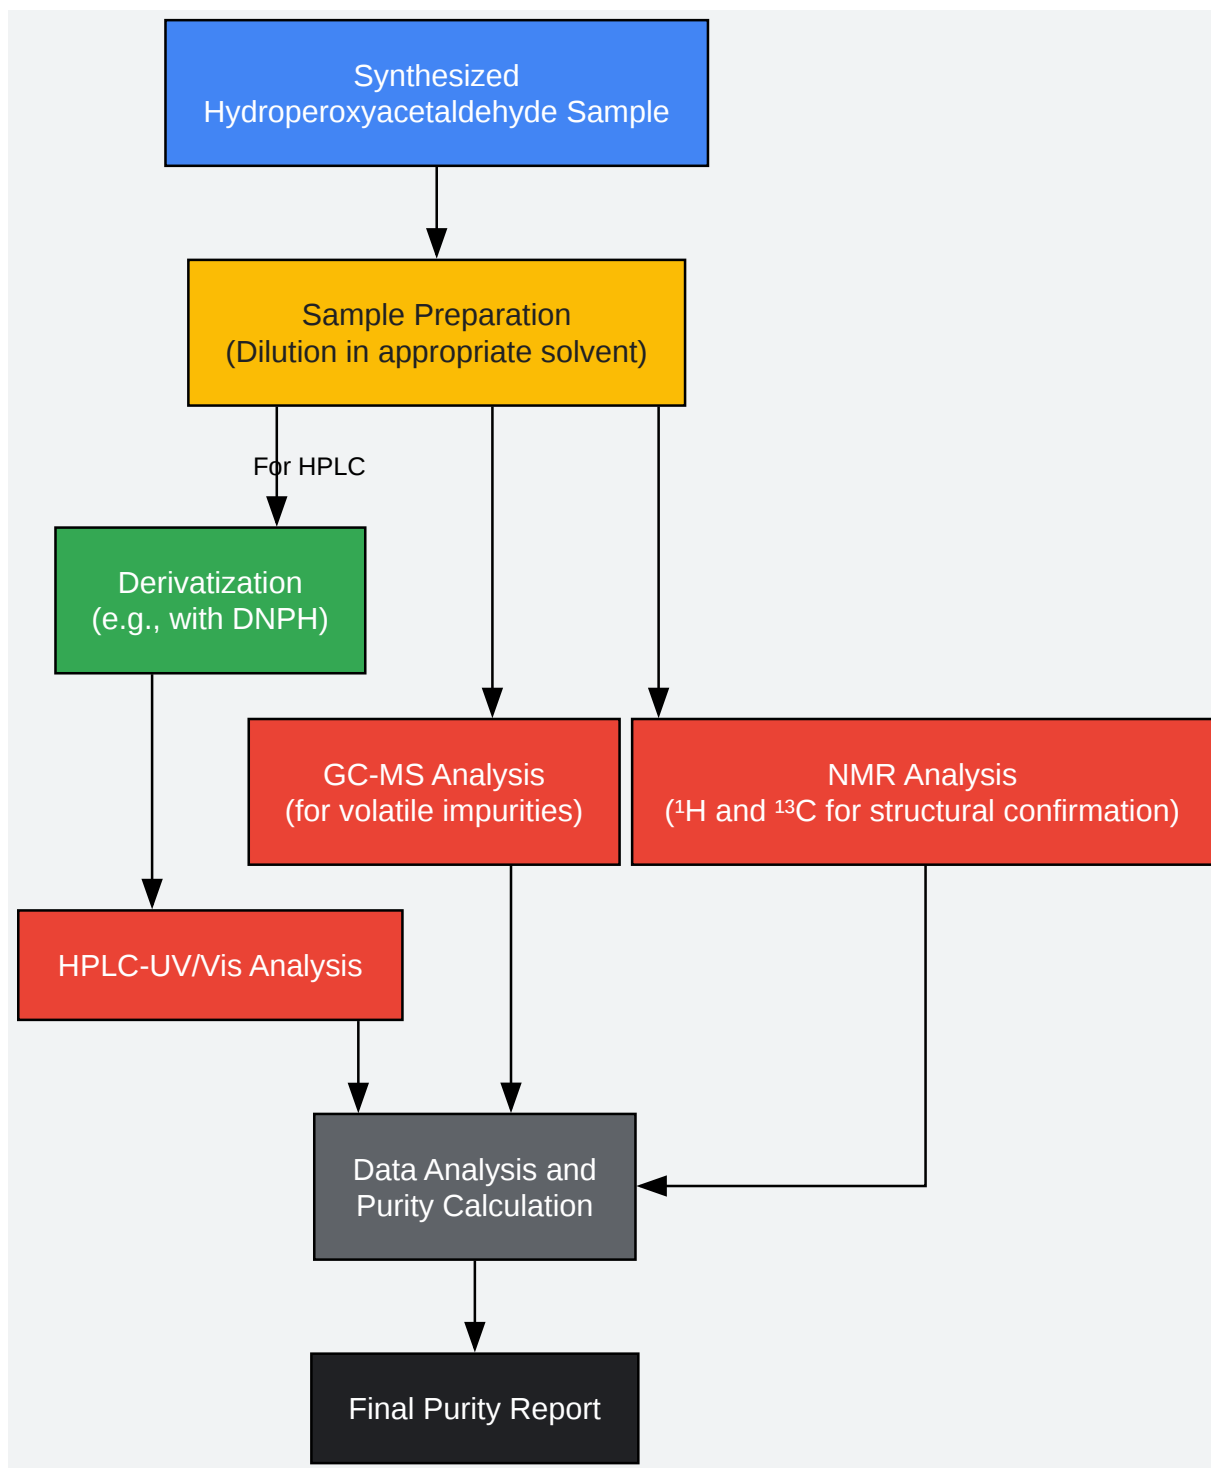 Synthesized
Hydroperoxyacetaldehyde Sample
Sample Preparation
(Dilution in appropriate solvent)
For HPLC
Derivatization
(e.g., with DNPH)
GC-MS Analysis
(for volatile impurities)
NMR Analysis
(¹H and ¹³C for structural confirmation)
HPLC-UV/Vis Analysis
Data Analysis and
Purity Calculation
Final Purity Report